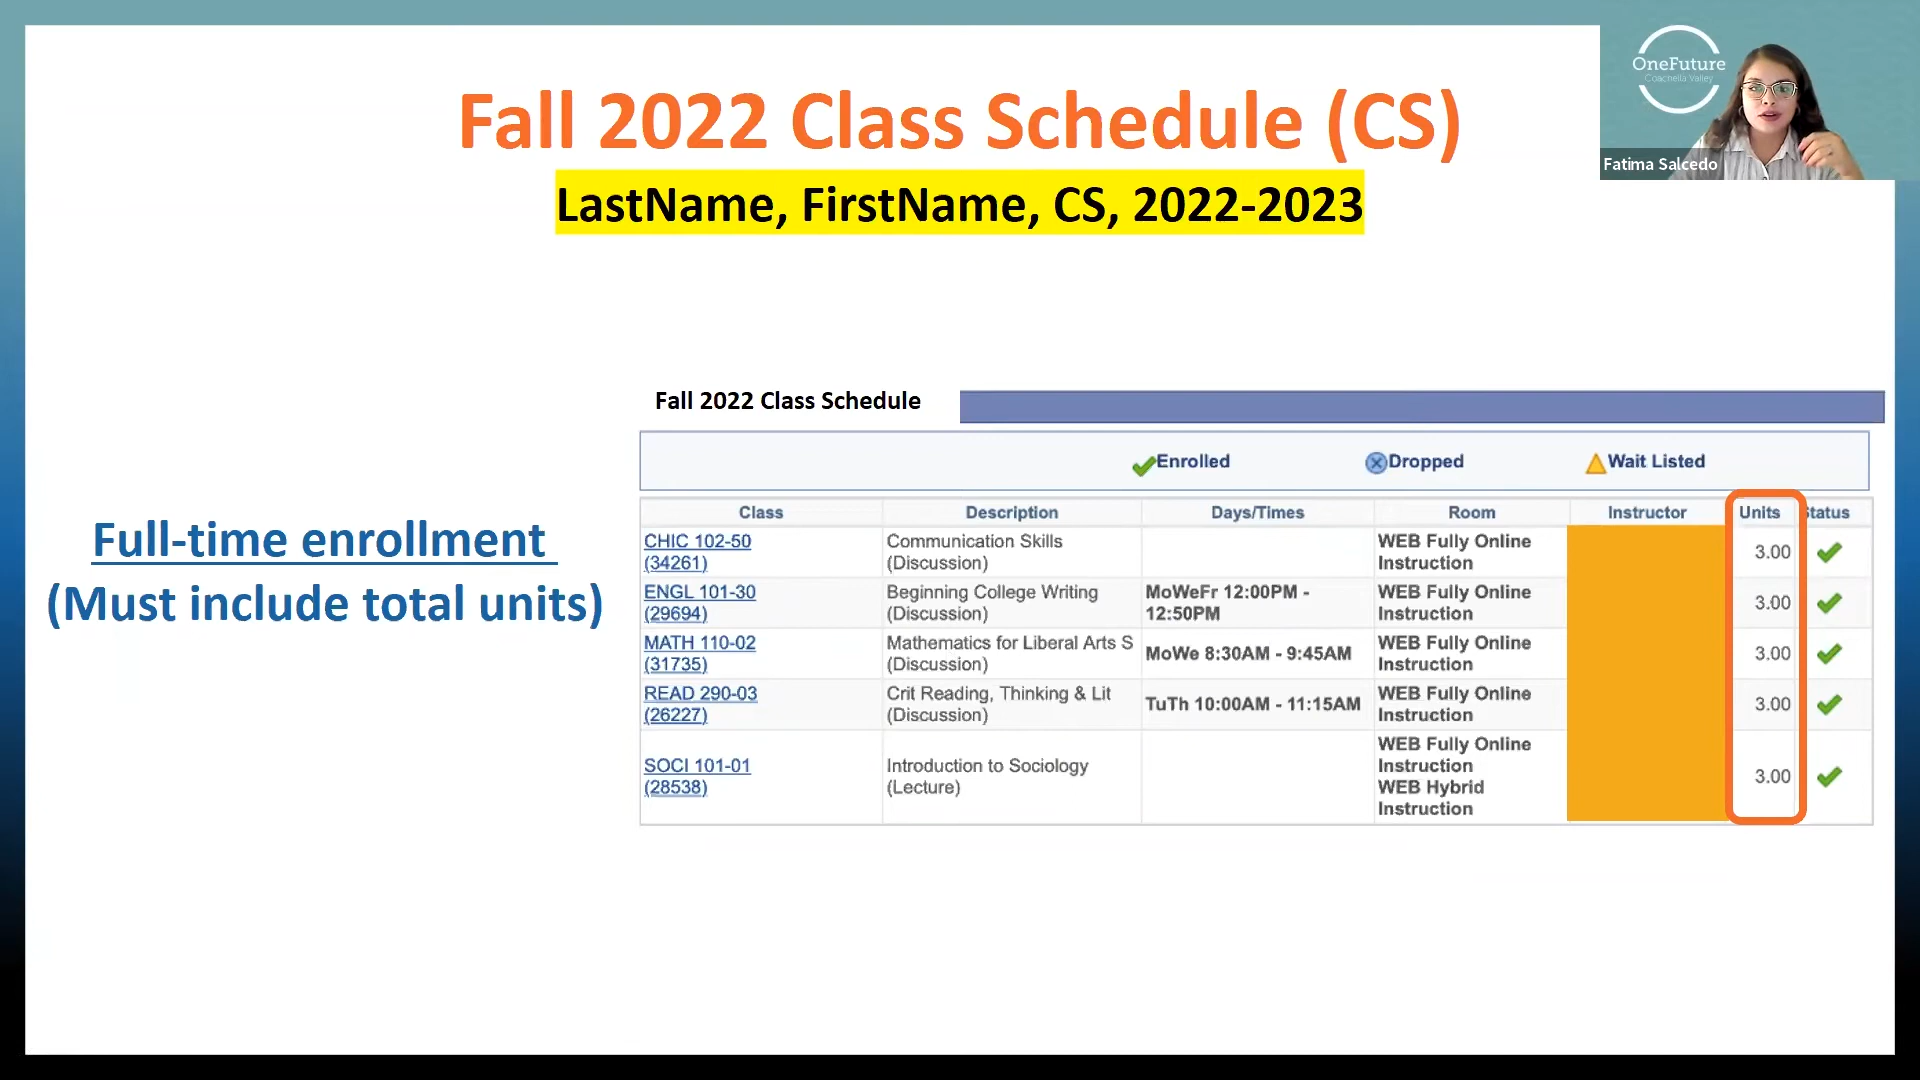 Fall 2022 Class Schedule (CS)
LastName, FirstName, CS, 2022-2023
OneFuture
Coachella Valley
Fatima Salcedo
Full-time enrollment
(Must include total units)
Fall 2022 Class Schedule
Enrolled Dropped Wait Listed
Class Description Days/Times Room Instructor Units Status
CHIC 102-50 Communication Skills WEB Fully Online 3.00
(34261) (Discussion) Instruction
ENGL 101-30 Beginning College Writing MoWeFr 12:00PM - WEB Fully Online 3.00
(29694) (Discussion) 12:50PM Instruction
MATH 110-02 Mathematics for Liberal Arts S MoWe 8:30AM - 9:45AM WEB Fully Online 3.00
(31735) (Discussion) Instruction
READ 290-03 Crit Reading, Thinking & Lit TuTh 10:00AM - 11:15AM WEB Fully Online 3.00
(26227) (Discussion) Instruction
SOCI 101-01 Introduction to Sociology WEB Fully Online 3.00
(28538) (Lecture) Instruction
WEB Hybrid
Instruction